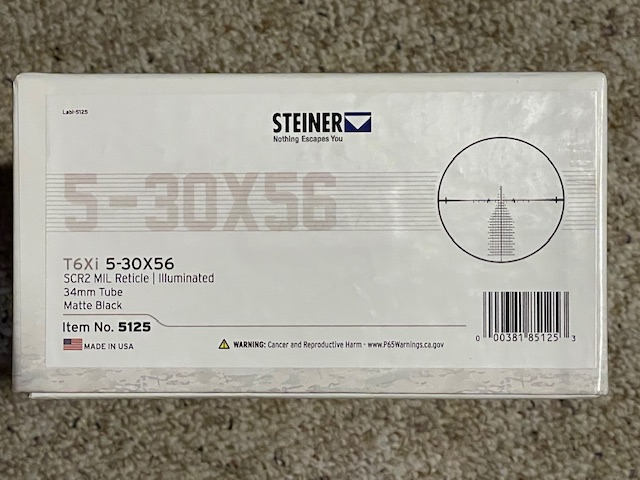 Labl-5125
STEINER
Nothing Escapes You
5-30X56
T6Xi 5-30X56
SCR2 MIL Reticle | Illuminated
34mm Tube
Matte Black
Item No. 5125
MADE IN USA
WARNING: Cancer and Reproductive Harm - www.P65Warnings.ca.gov
0 00381 85125 3